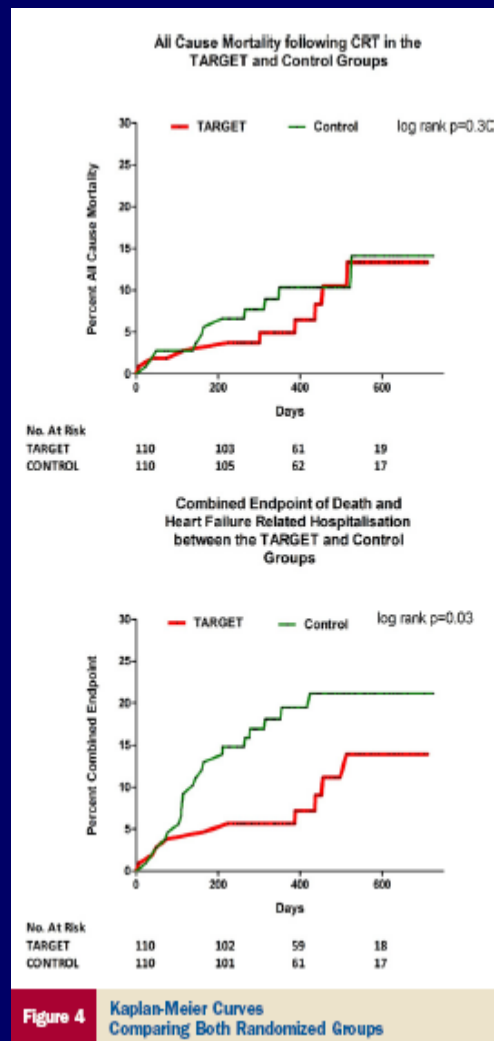 All Cause Mortality following CRT in the
TARGET and Control Groups
TARGET
Control
log rank p=0.30
Percent All Cause Mortality
30
25
20
15
10
5
0
0 200 400 600
Days
No. At Risk
TARGET 110 103 61 19
CONTROL 110 105 62 17
Combined Endpoint of Death and
Heart Failure Related Hospitalisation
between the TARGET and Control
Groups
TARGET
Control
log rank p=0.03
Percent Combined Endpoint
30
25
20
15
10
5
0
0 200 400 600
Days
No. At Risk
TARGET 110 102 59 18
CONTROL 110 101 61 17
Figure 4
Kaplan-Meier Curves
Comparing Both Randomized Groups